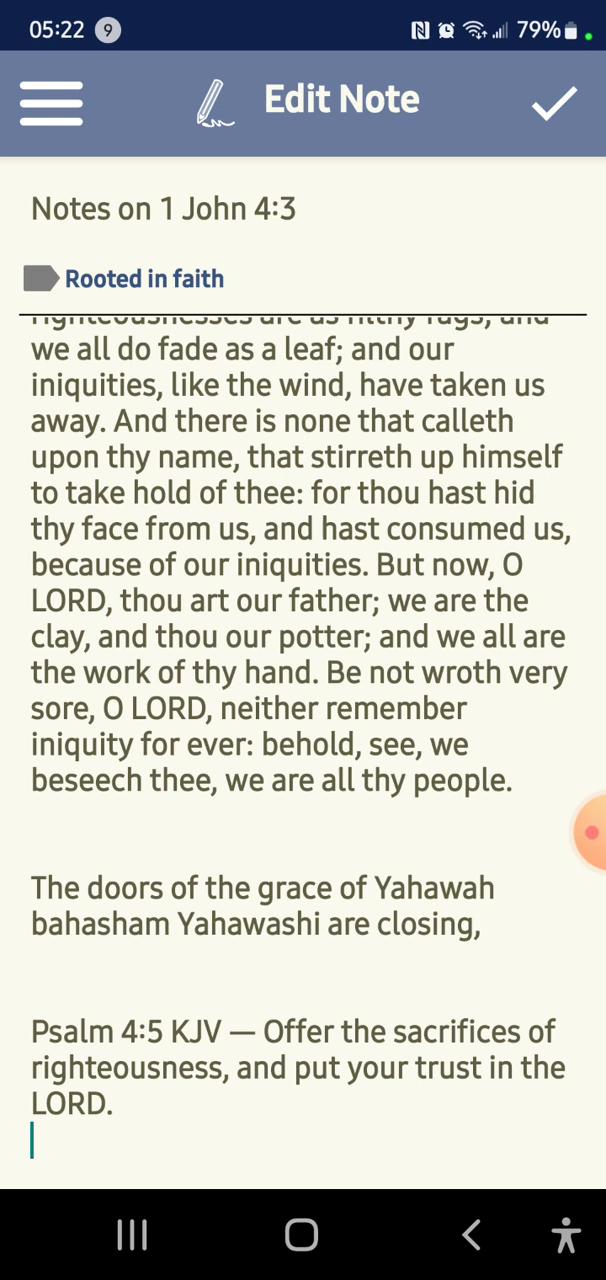 05:22 9 79%
Edit Note
Notes on 1 John 4:3
Rooted in faith
righteousnesses are as filthy rags, and
we all do fade as a leaf; and our
iniquities, like the wind, have taken us
away. And there is none that calleth
upon thy name, that stirreth up himself
to take hold of thee: for thou hast hid
thy face from us, and hast consumed us,
because of our iniquities. But now, O
LORD, thou art our father; we are the
clay, and thou our potter; and we all are
the work of thy hand. Be not wroth very
sore, O LORD, neither remember
iniquity for ever: behold, see, we
beseech thee, we are all thy people.
The doors of the grace of Yahawah
bahasham Yahawashi are closing,
Psalm 4:5 KJV — Offer the sacrifices of
righteousness, and put your trust in the
LORD.